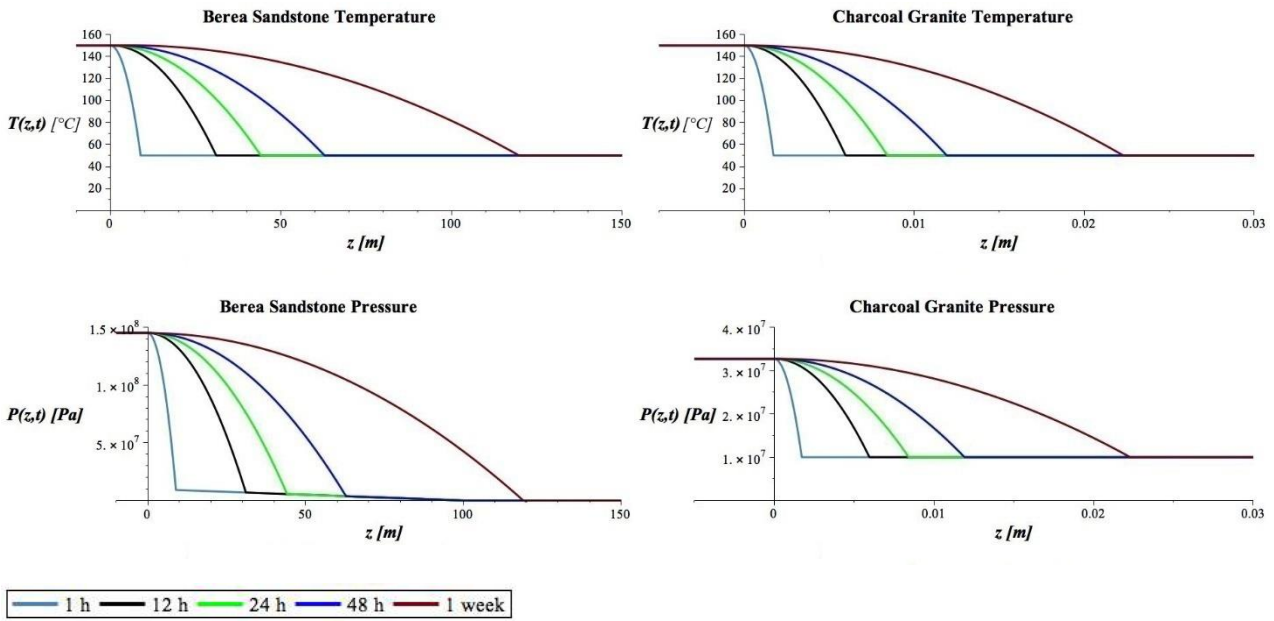 Berea Sandstone Temperature
160
140
120
100
80
60
40
20
T(z,t) [°C]
0
50
100
150
z [m]
Charcoal Granite Temperature
160
140
120
100
80
60
40
20
T(z,t) [°C]
0
0.01
0.02
0.03
z [m]
Berea Sandstone Pressure
1.5 × 10⁸
1. × 10⁸
5. × 10⁷
P(z,t) [Pa]
0
50
100
150
z [m]
Charcoal Granite Pressure
4. × 10⁷
3. × 10⁷
2. × 10⁷
1. × 10⁷
P(z,t) [Pa]
0
0.01
0.02
0.03
z [m]
1 h 12 h 24 h 48 h 1 week